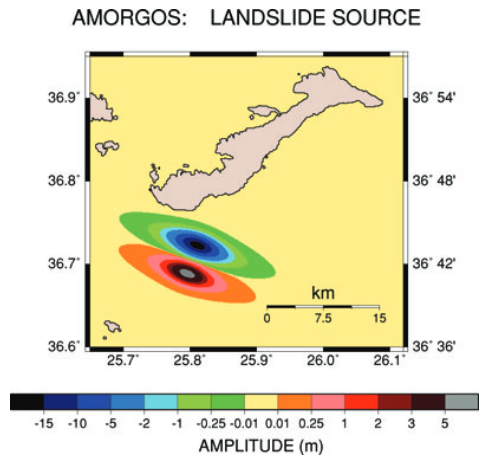 AMORGOS: LANDSLIDE SOURCE
36.9˚
36˚ 54'
36.8˚
36˚ 48'
36.7˚
36˚ 42'
km
0 7.5 15
36.6˚
36˚ 36'
25.7˚ 25.8˚ 25.9˚ 26.0˚ 26.1˚
-15 -10 -5 -2 -1 -0.25 -0.01 0.01 0.25 1 2 3 5
AMPLITUDE (m)